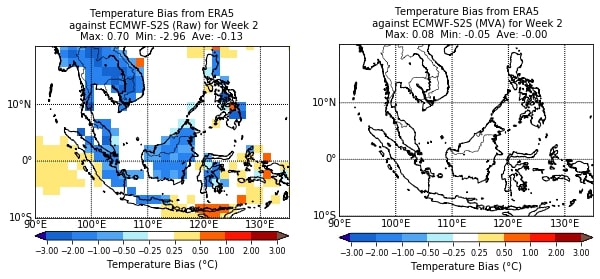 Temperature Bias from ERA5
against ECMWF-S2S (Raw) for Week 2
Max: 0.70 Min: -2.96 Ave: -0.13
10°N
0°
10°S
90°E 100°E 110°E 120°E 130°E
−3.00 −2.00 −1.00 −0.50 −0.25 0.25 0.50 1.00 2.00 3.00
Temperature Bias (°C)
Temperature Bias from ERA5
against ECMWF-S2S (MVA) for Week 2
Max: 0.08 Min: -0.05 Ave: -0.00
10°N
0°
10°S
90°E 100°E 110°E 120°E 130°E
−3.00 −2.00 −1.00 −0.50 −0.25 0.25 0.50 1.00 2.00 3.00
Temperature Bias (°C)